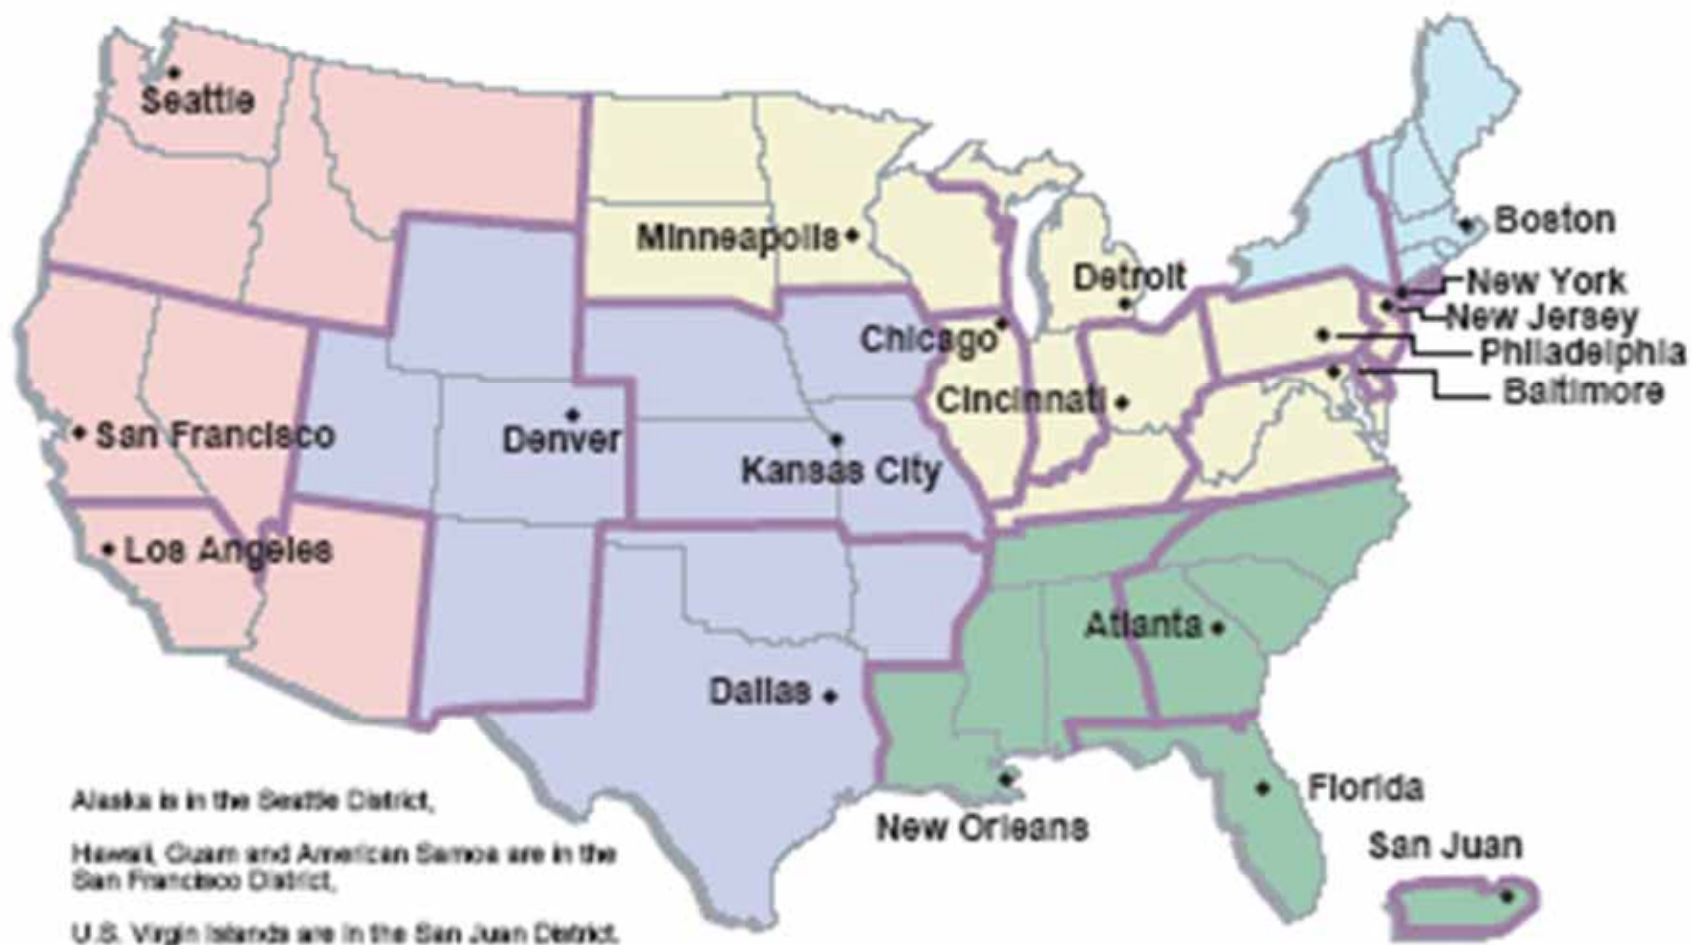 Seattle
Minneapolis
Boston
Detroit
New York
New Jersey
Chicago
Philadelphia
Baltimore
Cincinnati
San Francisco
Denver
Kansas City
Los Angeles
Atlanta
Dallas
Florida
New Orleans
San Juan
Alaska is in the Seattle District,
Hawaii, Guam and American Samoa are in the
San Francisco District,
U.S. Virgin Islands are in the San Juan District.